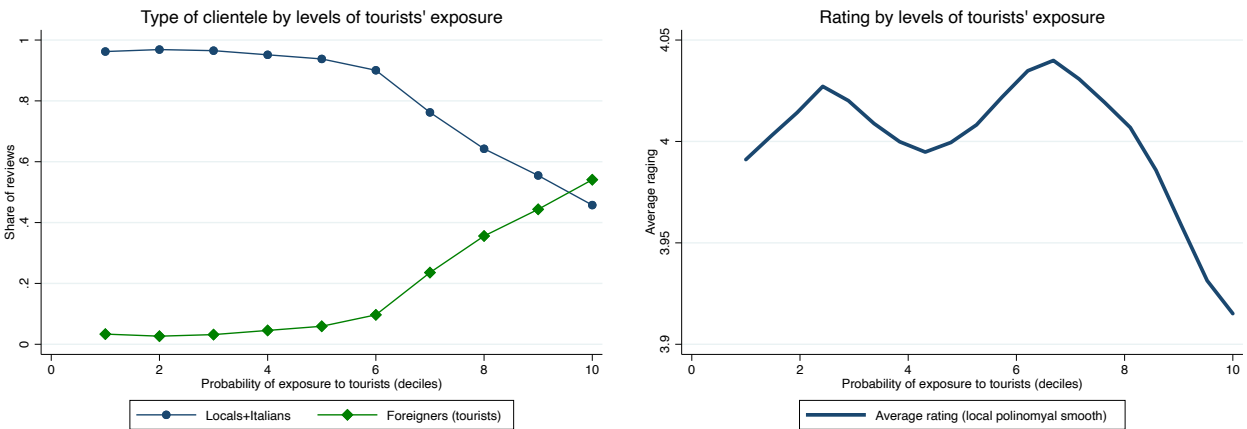 Type of clientele by levels of tourists' exposure
Share of reviews
1
.8
.6
.4
.2
0
0 2 4 6 8 10
Probability of exposure to tourists (deciles)
Locals+Italians Foreigners (tourists)
Rating by levels of tourists' exposure
Average raging
4.05
4
3.95
3.9
0 2 4 6 8 10
Probability of exposure to tourists (deciles)
Average rating (local polinomyal smooth)